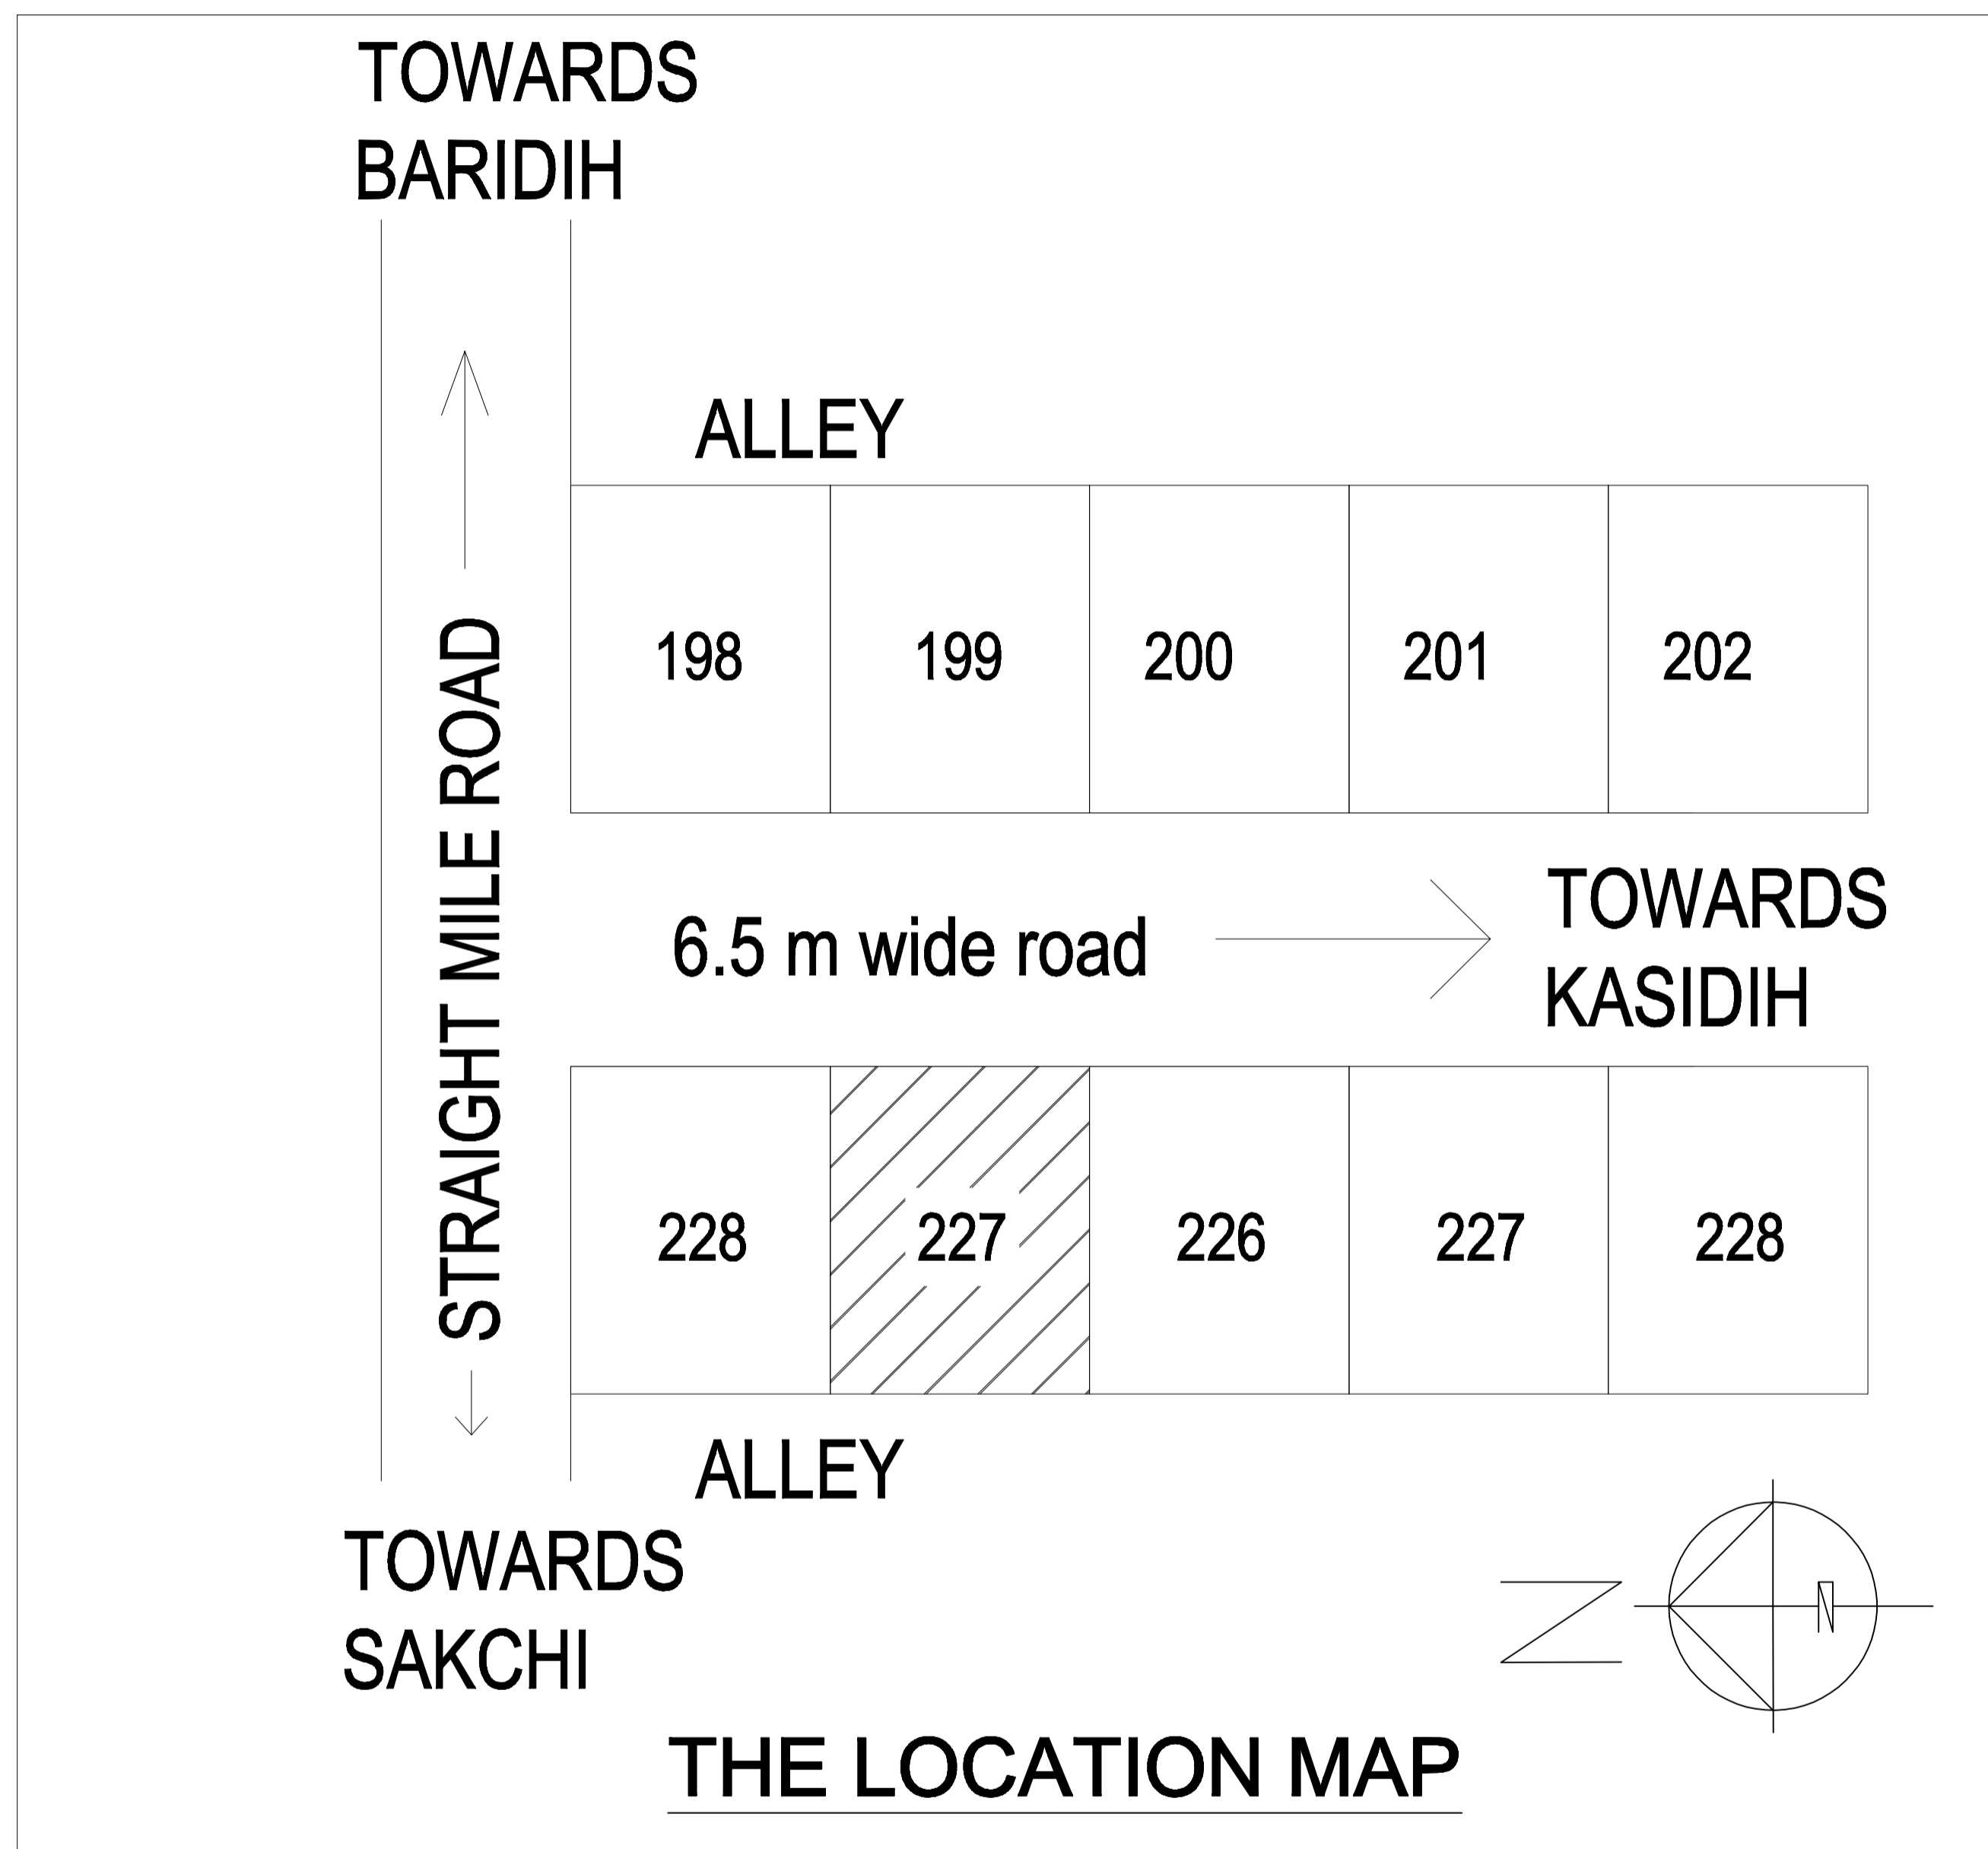 TOWARDS
BARIDIH
ALLEY
198
199
200
201
202
STRAIGHT MILE ROAD
6.5 m wide road
TOWARDS
KASIDIH
228
227
226
227
228
ALLEY
TOWARDS
SAKCHI
N
N
THE LOCATION MAP